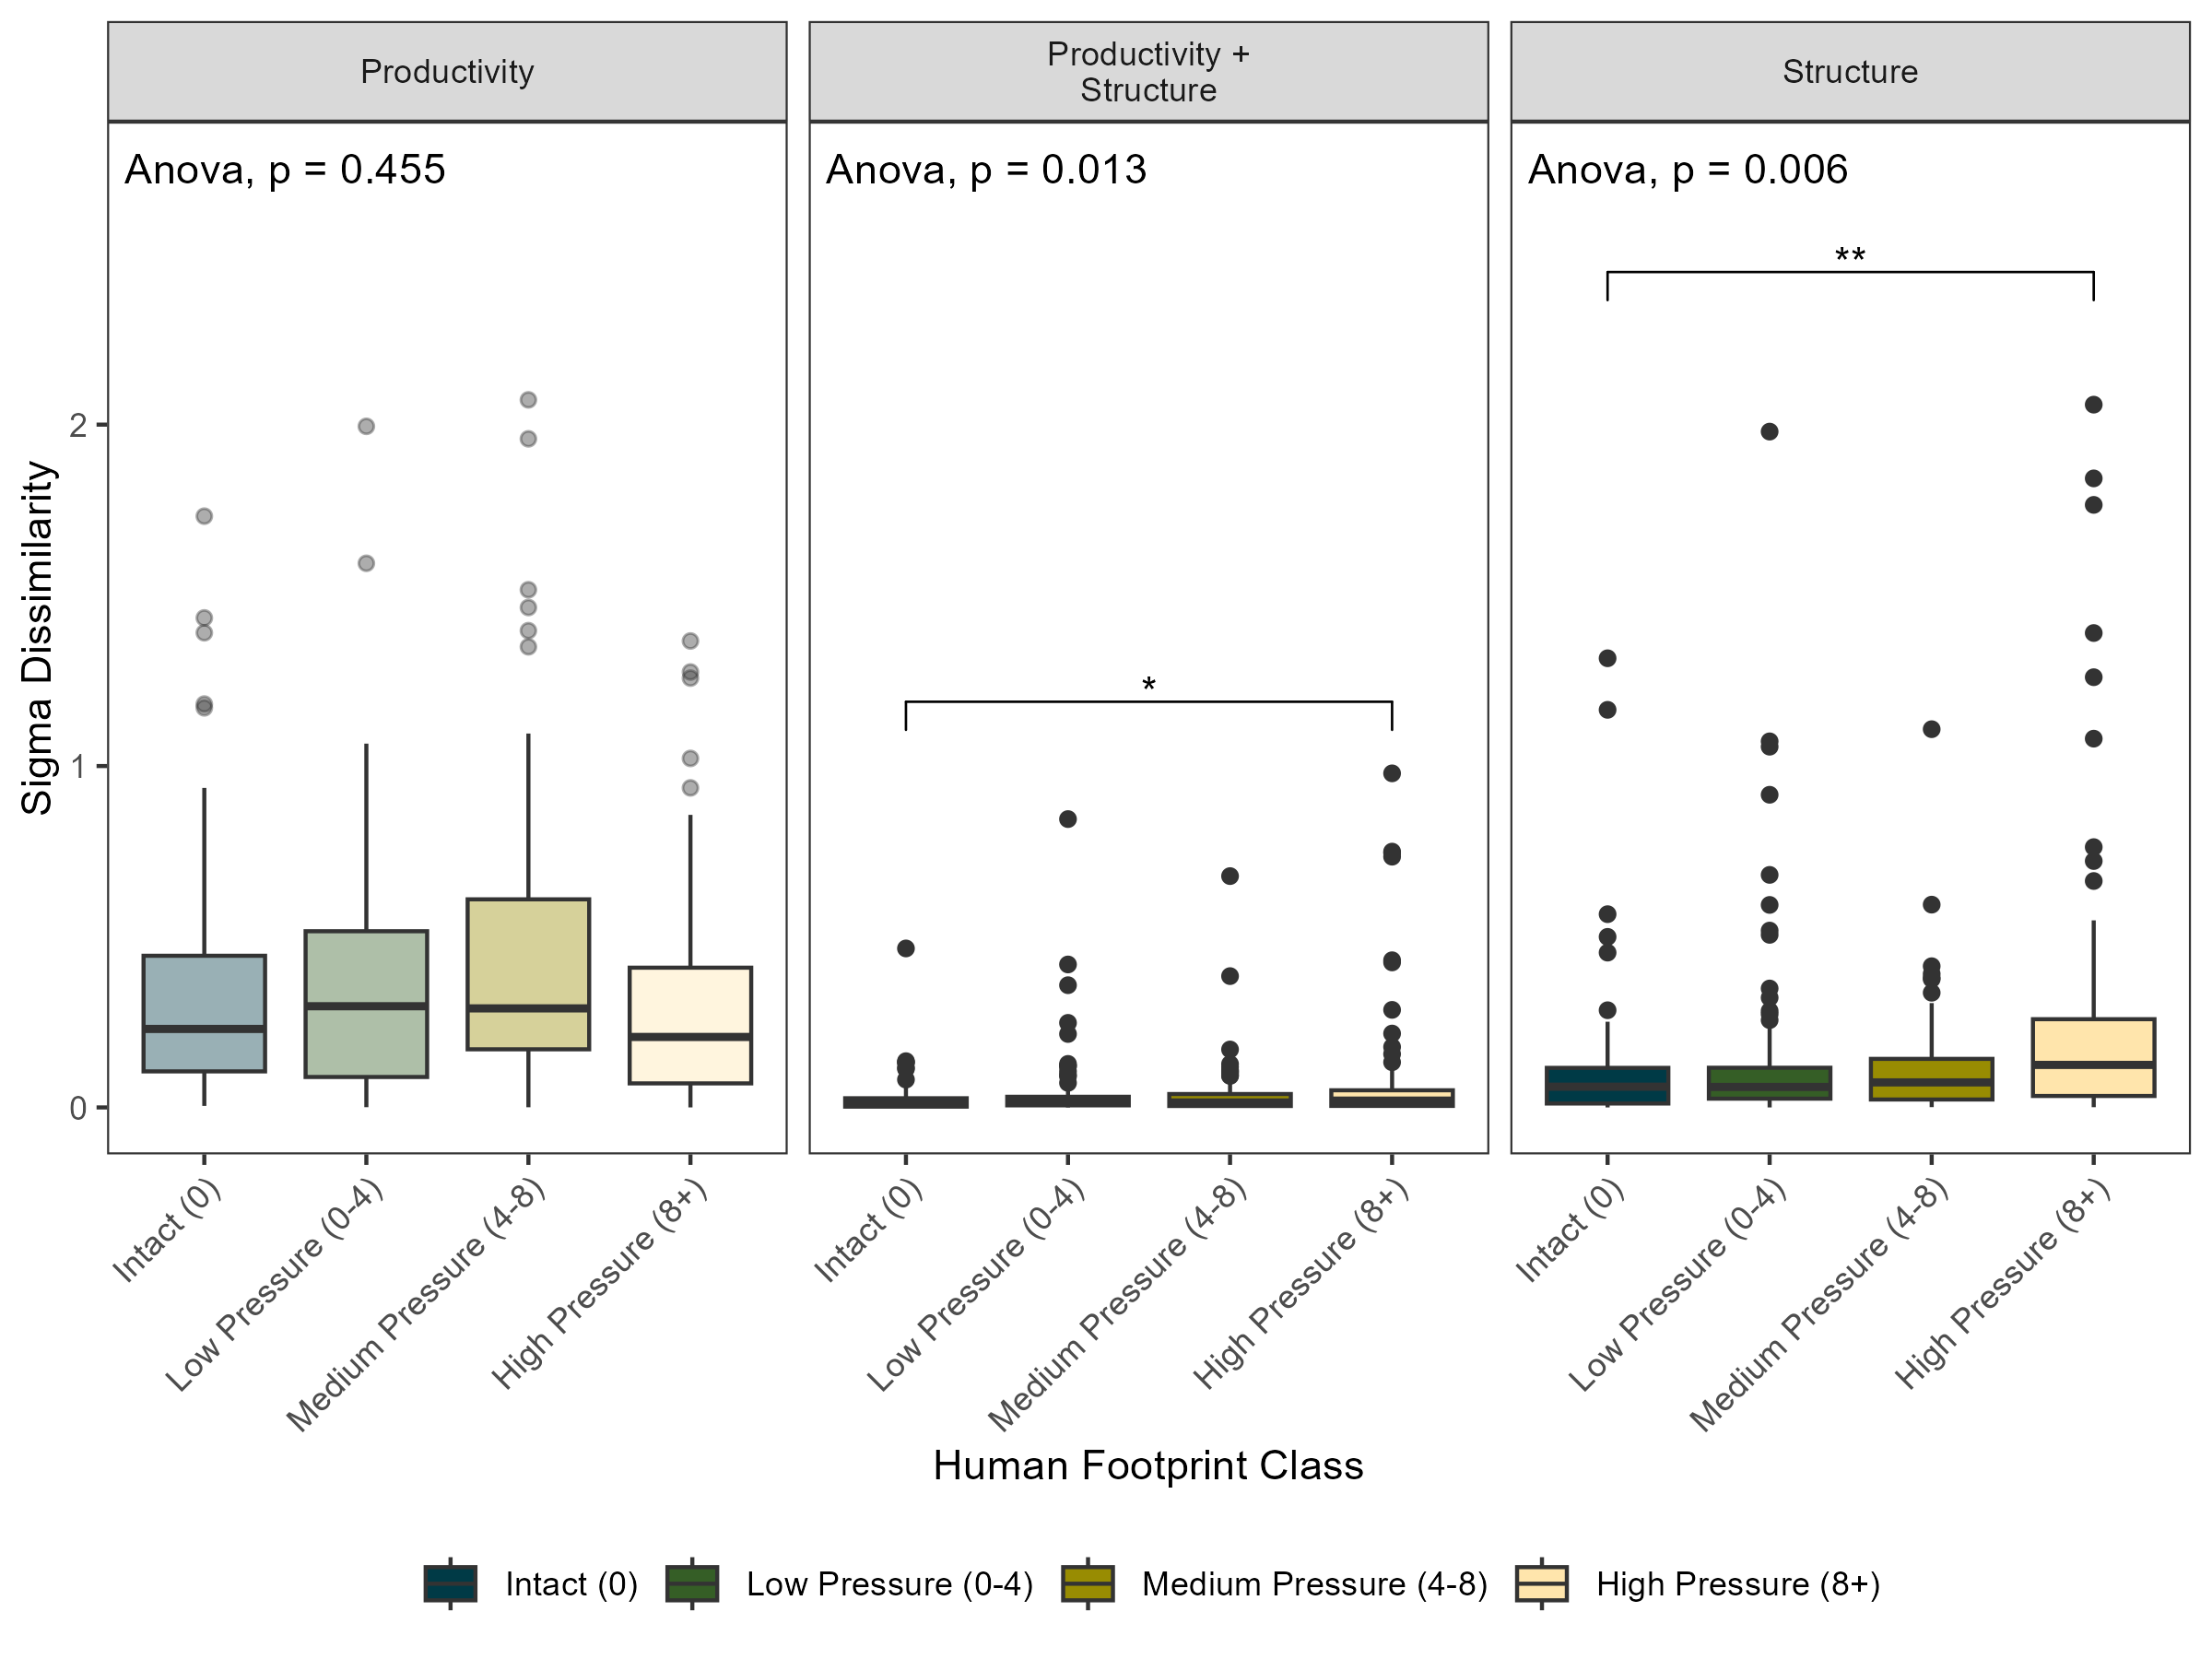 Productivity
Productivity +
Structure
Structure
Anova, p = 0.455
Anova, p = 0.013
Anova, p = 0.006
**
*
Sigma Dissimilarity
2
1
0
Intact (0)
Low Pressure (0-4)
Medium Pressure (4-8)
High Pressure (8+)
Intact (0)
Low Pressure (0-4)
Medium Pressure (4-8)
High Pressure (8+)
Intact (0)
Low Pressure (0-4)
Medium Pressure (4-8)
High Pressure (8+)
Human Footprint Class
Intact (0)
Low Pressure (0-4)
Medium Pressure (4-8)
High Pressure (8+)